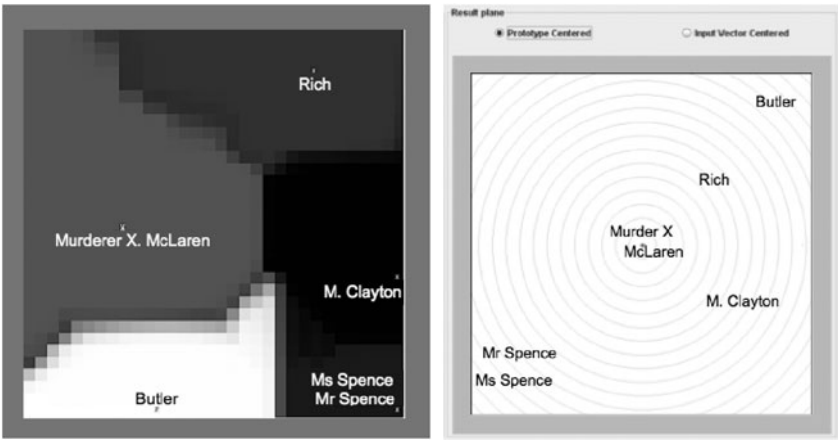 Rich
Murderer X. McLaren
M. Clayton
Ms Spence
Mr Spence
Butler
Result plane
Prototype Centered Input Vector Centered
Butler
Rich
Murder X
McLaren
M. Clayton
Mr Spence
Ms Spence